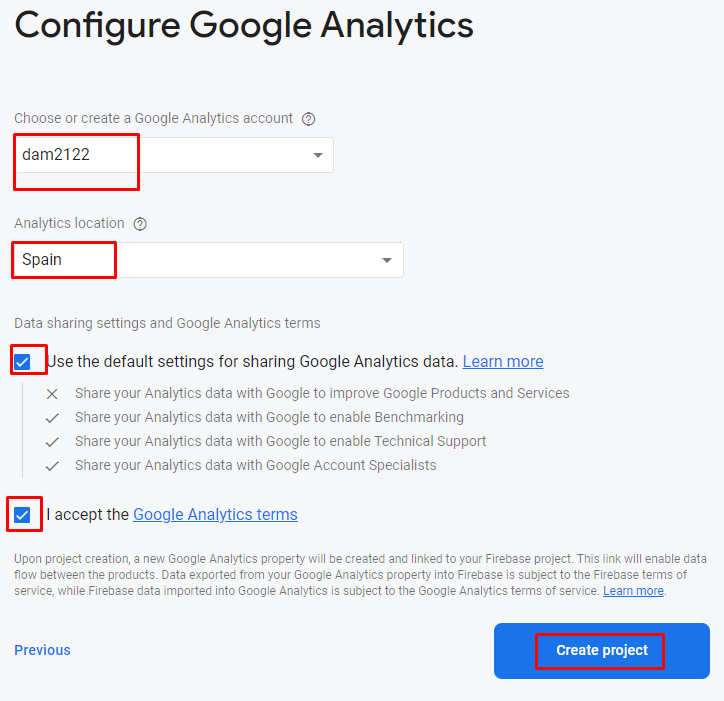 Configure Google Analytics
Choose or create a Google Analytics account
dam2122
Analytics location
Spain
Data sharing settings and Google Analytics terms
Use the default settings for sharing Google Analytics data. Learn more
Share your Analytics data with Google to improve Google Products and Services
Share your Analytics data with Google to enable Benchmarking
Share your Analytics data with Google to enable Technical Support
Share your Analytics data with Google Account Specialists
I accept the Google Analytics terms
Upon project creation, a new Google Analytics property will be created and linked to your Firebase project. This link will enable data
flow between the products. Data exported from your Google Analytics property into Firebase is subject to the Firebase terms of
service, while Firebase data imported into Google Analytics is subject to the Google Analytics terms of service. Learn more.
Previous
Create project